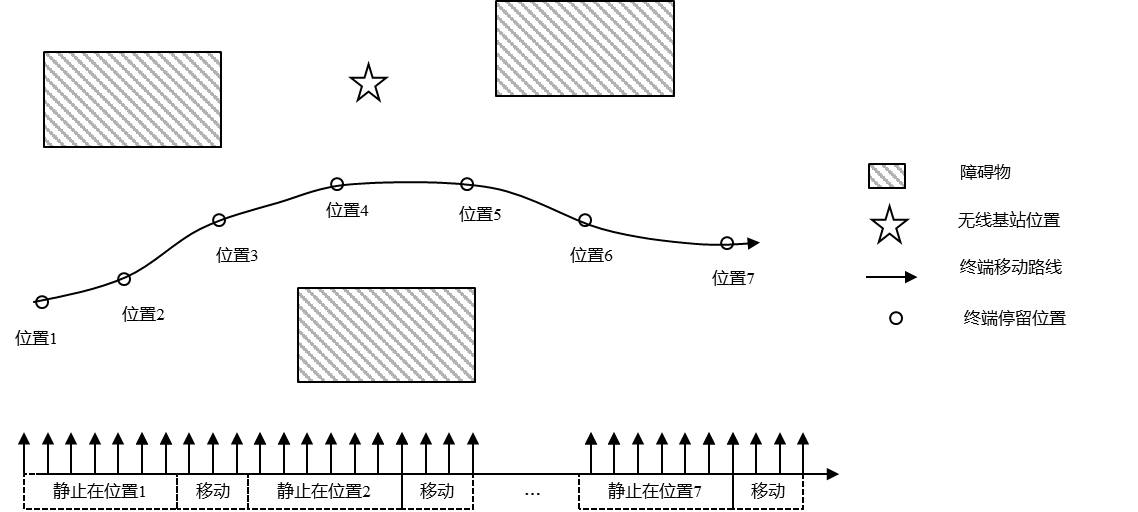 障碍物
位置4
位置5
无线基站位置
位置3
位置6
终端移动路线
位置7
位置2
终端停留位置
位置1
静止在位置1 移动 静止在位置2 移动 ... 静止在位置7 移动